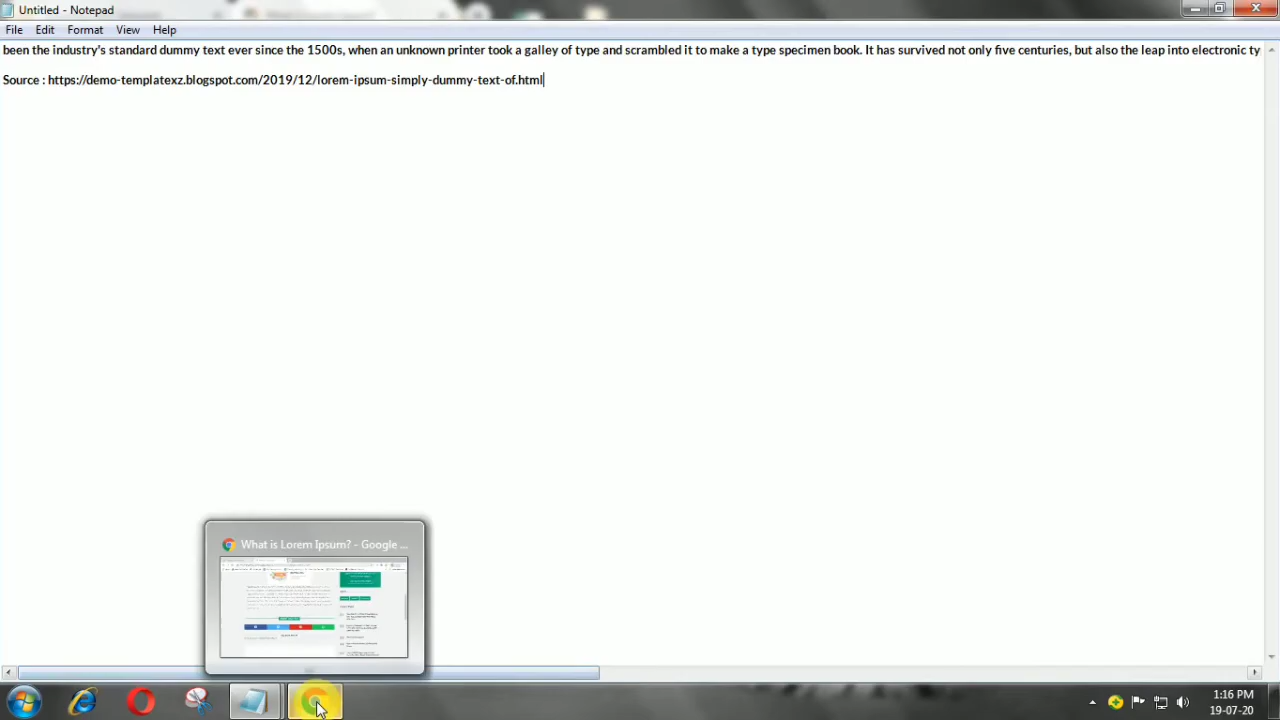 Untitled - Notepad
File Edit Format View Help
been the industry's standard dummy text ever since the 1500s, when an unknown printer took a galley of type and scrambled it to make a type specimen book. It has survived not only five centuries, but also the leap into electronic ty
Source : https://demo-templatexz.blogspot.com/2019/12/lorem-ipsum-simply-dummy-text-of.html
What is Lorem Ipsum? - Google ...
1:16 PM
19-07-20